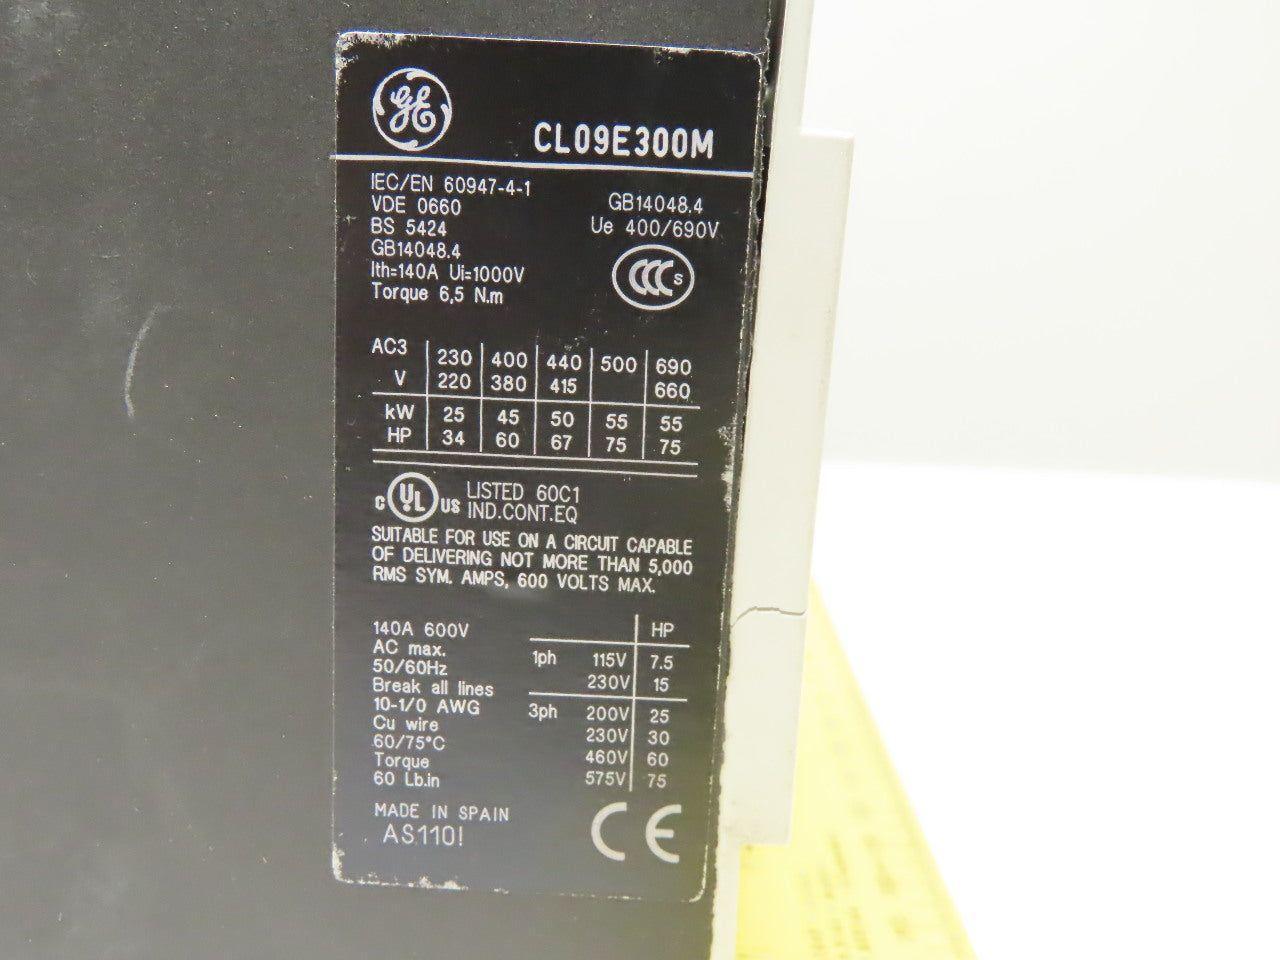 GE
CL09E300M
IEC/EN 60947-4-1
VDE 0660
BS 5424
GB14048.4
Ith=140A Ui=1000V
Torque 6,5 N.m
GB14048.4
Ue 400/690V
CCC S
AC3 230 400 440 500 690
V 220 380 415 660
kW 25 45 50 55 55
HP 34 60 67 75 75
C UL US LISTED 60C1
IND.CONT.EQ
SUITABLE FOR USE ON A CIRCUIT CAPABLE
OF DELIVERING NOT MORE THAN 5,000
RMS SYM. AMPS, 600 VOLTS MAX.
140A 600V
AC max.
50/60Hz
Break all lines
10-1/0 AWG
Cu wire
60/75°C
Torque
60 Lb.in
HP
1ph 115V 7.5
230V 15
3ph 200V 25
230V 30
460V 60
575V 75
MADE IN SPAIN
AS110I
CE